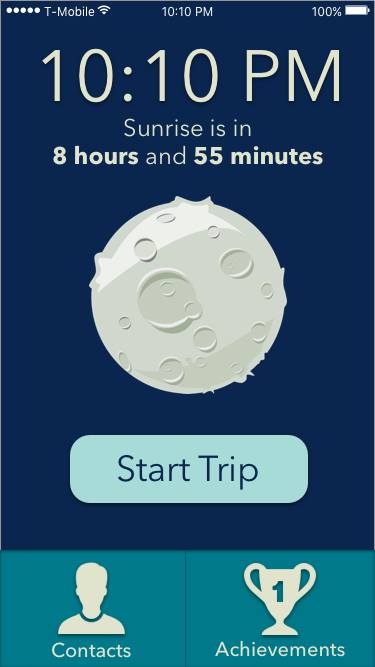 T-Mobile 10:10 PM 100%
10:10 PM
Sunrise is in
8 hours and 55 minutes
Start Trip
1
Contacts
Achievements